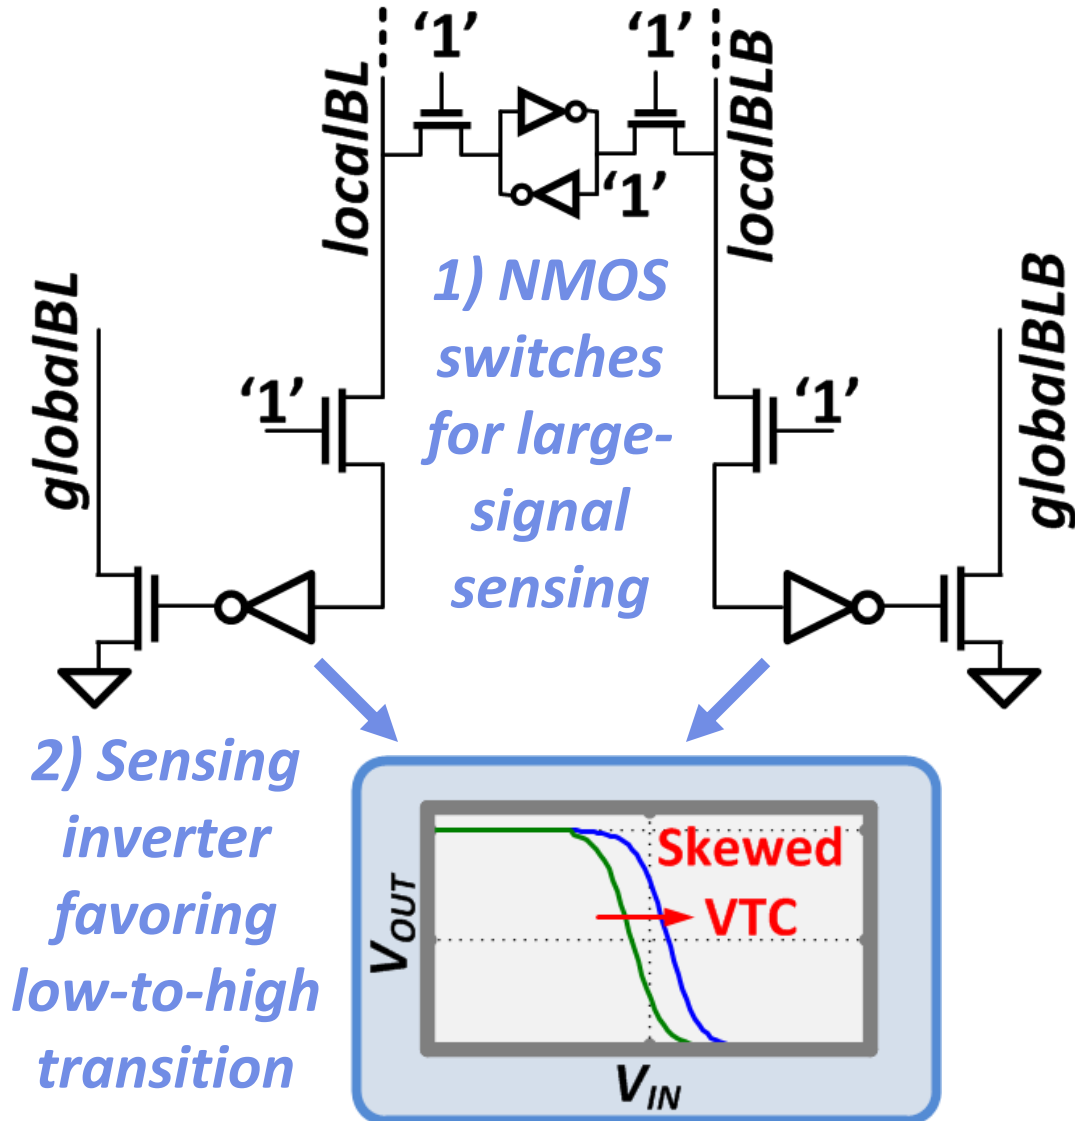 ‘1’
‘1’
localBL
localBLB
‘1’
globalBL
globalBLB
1) NMOS
switches
for large-
signal
sensing
‘1’
‘1’
2) Sensing
inverter
favoring
low-to-high
transition
Skewed
VTC
VOUT
VIN